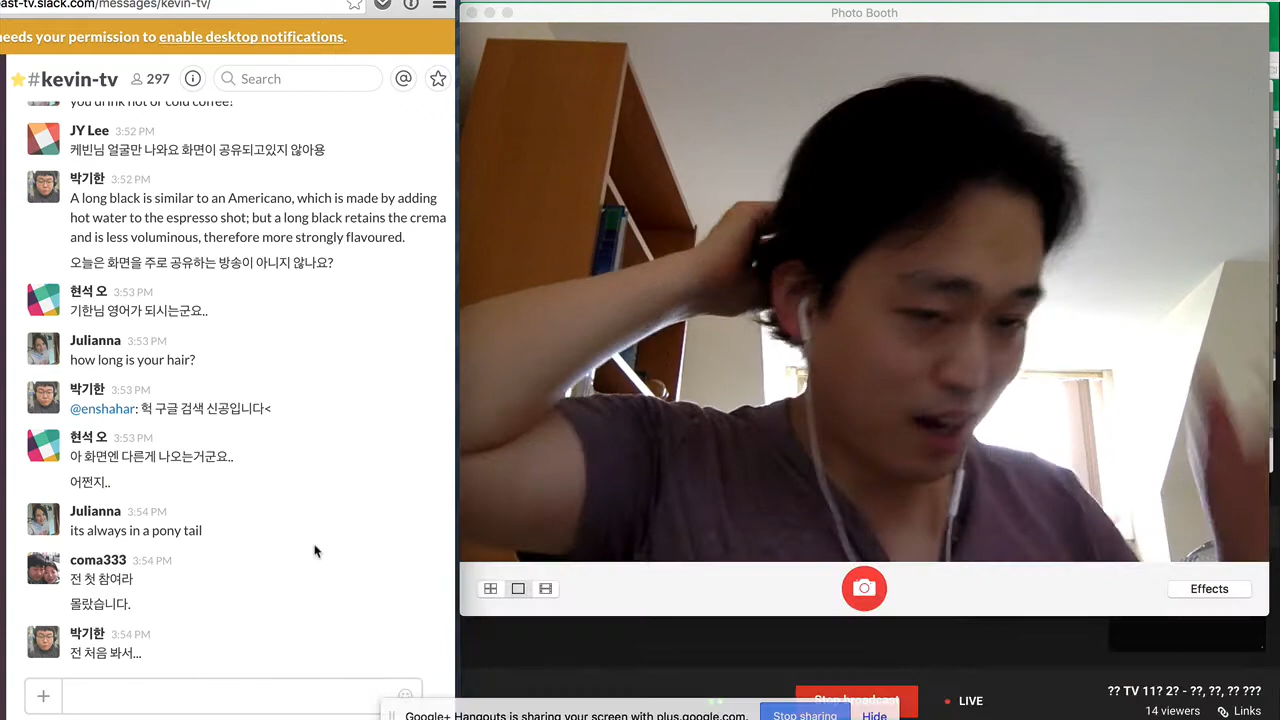 ast-tv.slack.com/messages/kevin-tv/
Photo Booth
needs your permission to enable desktop notifications.
#kevin-tv 297 Search
you drink hot or cold coffee?
JY Lee 3:52 PM
케빈님 얼굴만 나와요 화면이 공유되고있지 않아용
박기한 3:52 PM
A long black is similar to an Americano, which is made by adding
hot water to the espresso shot; but a long black retains the crema
and is less voluminous, therefore more strongly flavoured.
오늘은 화면을 주로 공유하는 방송이 아니지 않나요?
현석 오 3:53 PM
기한님 영어가 되시는군요..
Julianna 3:53 PM
how long is your hair?
박기한 3:53 PM
@enshahar: 헉 구글 검색 신공입니다<
현석 오 3:53 PM
아 화면엔 다른게 나오는거군요..
어쩐지..
Julianna 3:54 PM
its always in a pony tail
coma333 3:54 PM
전 첫 참여라
몰랐습니다.
박기한 3:54 PM
전 처음 봐서...
Effects
Stop broadcast
LIVE
?? TV 11? 2? - ??, ??, ?? ???
14 viewers Links
Google+ Hangouts is sharing your screen with plus.google.com.
Stop sharing
Hide